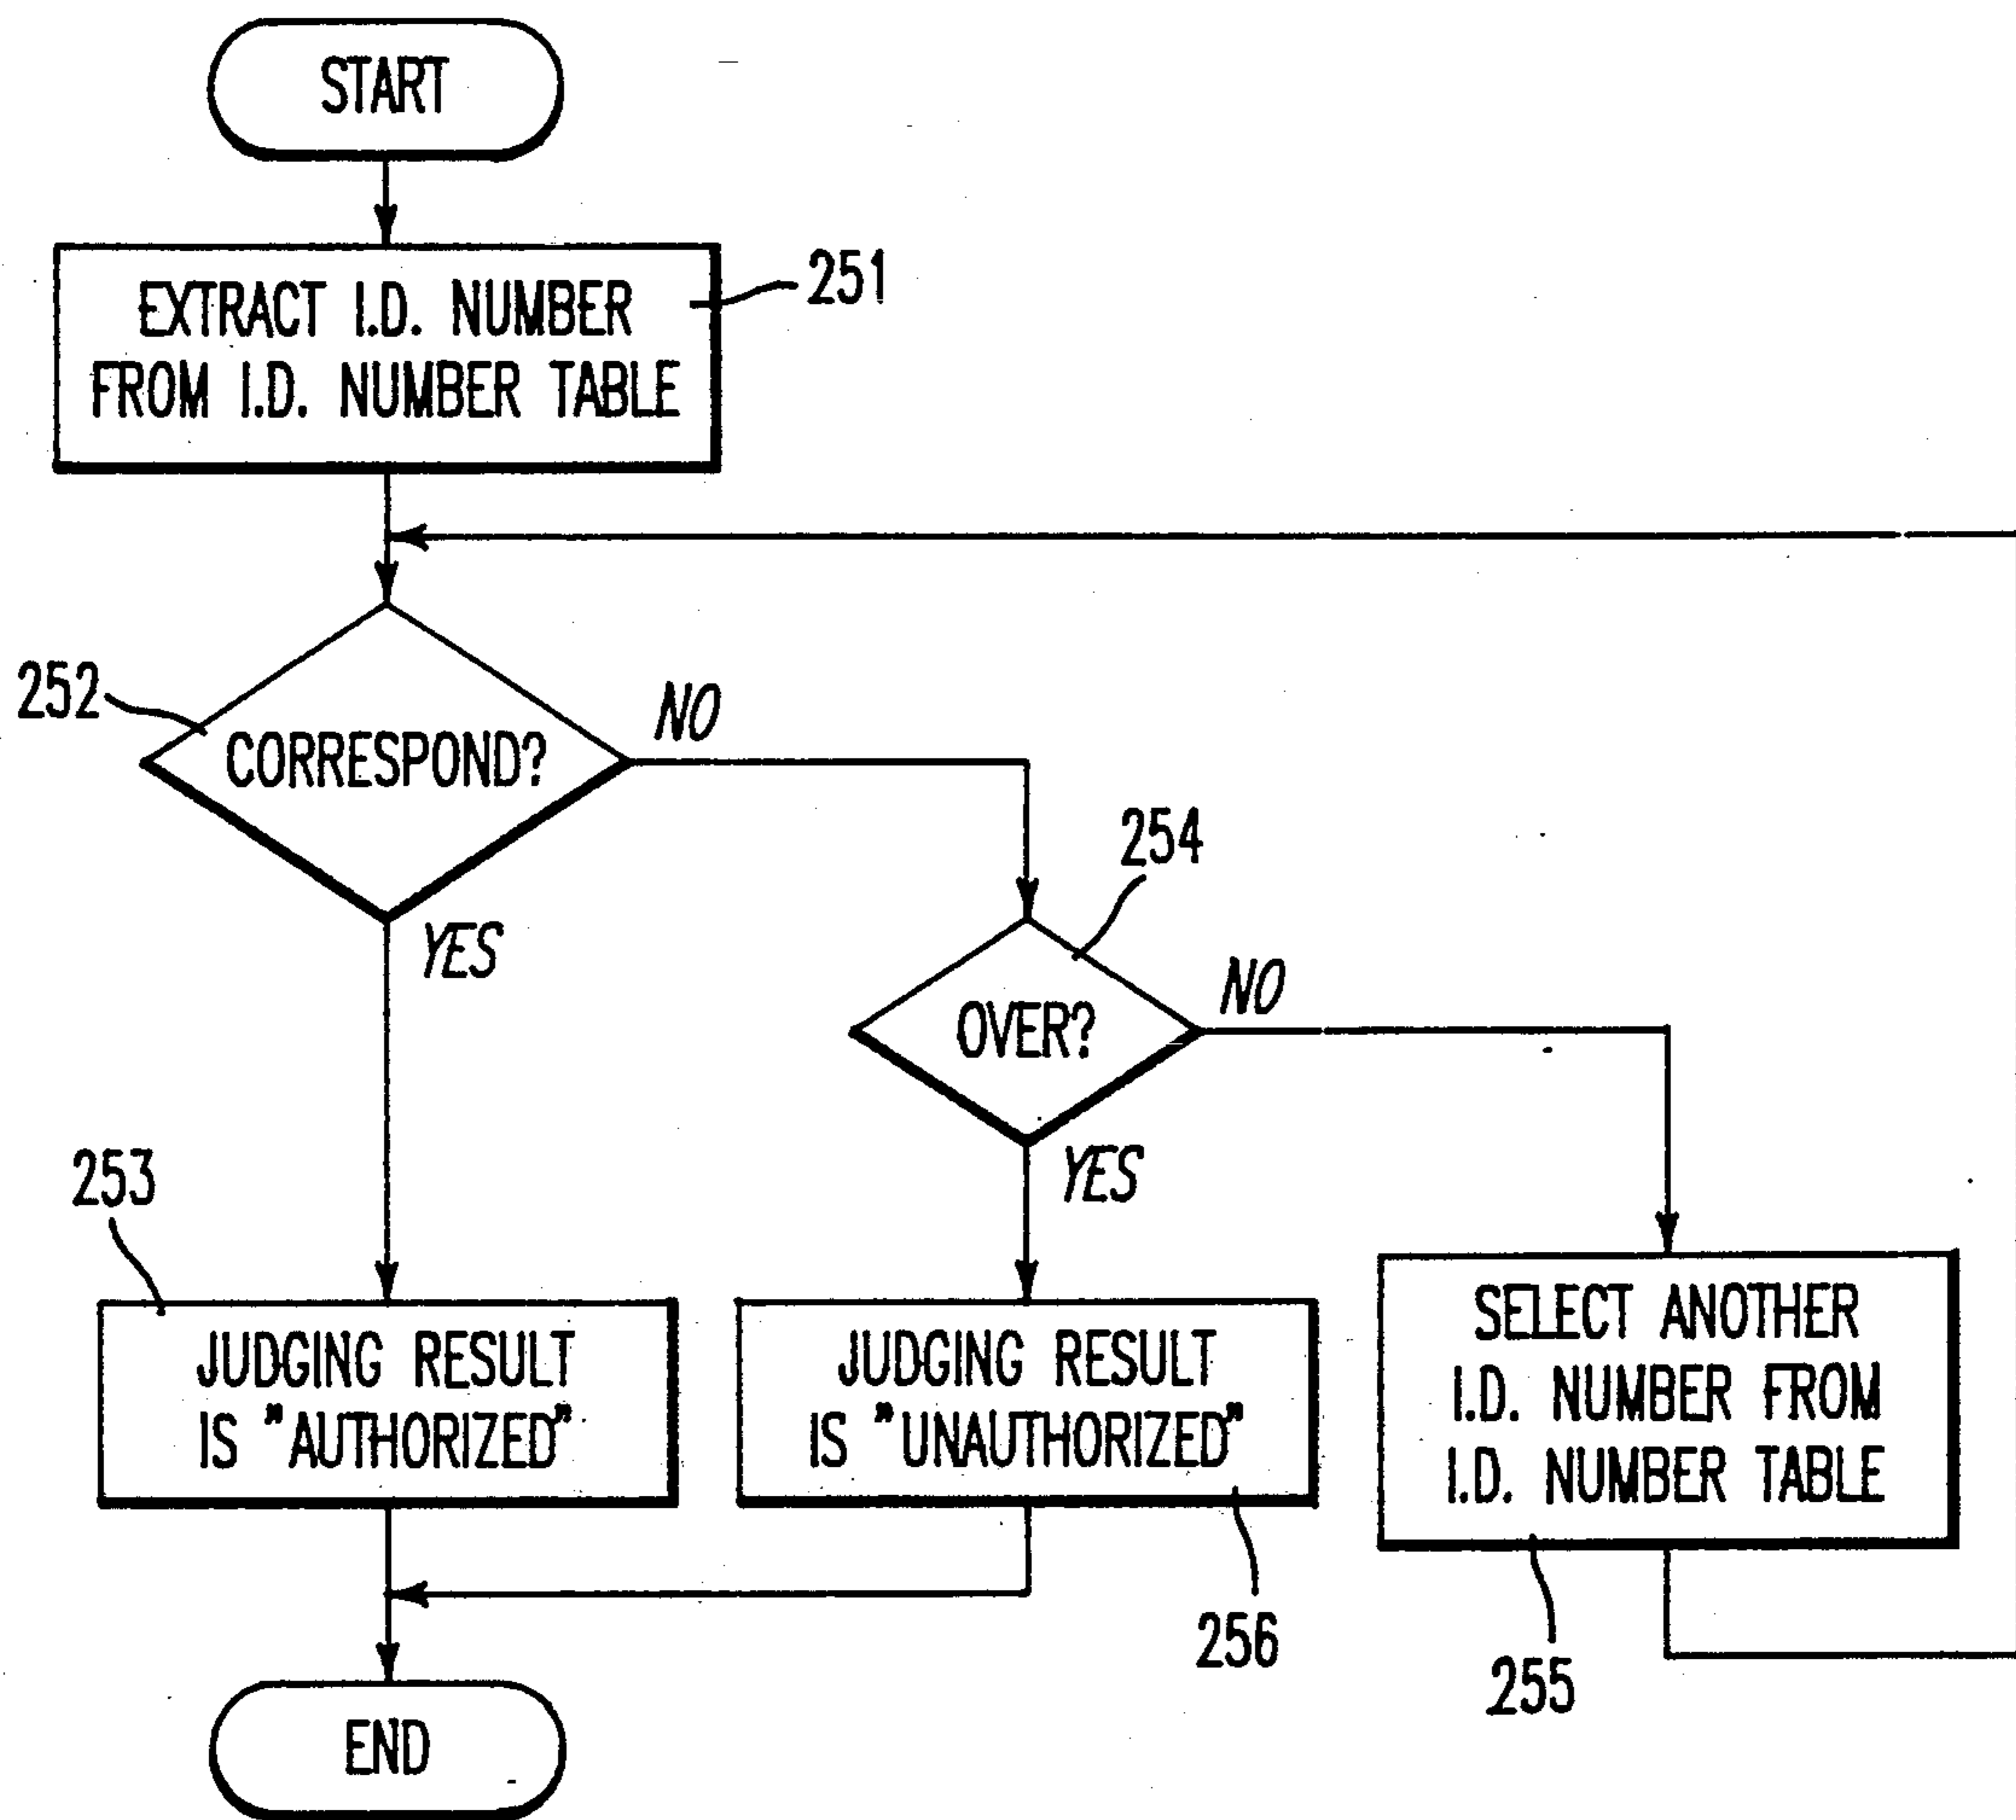 START
EXTRACT I.D. NUMBER
FROM I.D. NUMBER TABLE
251
252
CORRESPOND?
NO
YES
254
OVER?
NO
YES
253
JUDGING RESULT
IS "AUTHORIZED"
JUDGING RESULT
IS "UNAUTHORIZED"
256
SELECT ANOTHER
I.D. NUMBER FROM
I.D. NUMBER TABLE
255
END